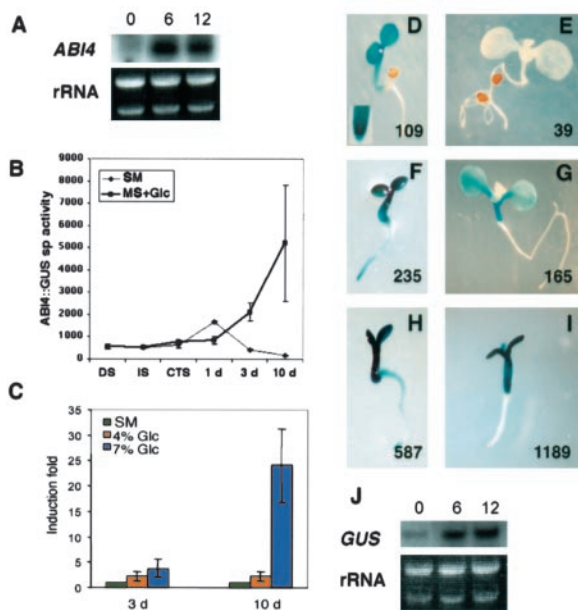 A
0 6 12
ABI4
rRNA
B
ABI4::GUS sp activity
9000
8000
7000
6000
5000
4000
3000
2000
1000
0
SM
MS+Glc
DS IS CTS 1 d 3 d 10 d
C
Induction fold
35
30
25
20
15
10
5
0
SM
4% Glc
7% Glc
3 d 10 d
D
109
E
39
F
235
G
165
H
587
I
1189
J
0 6 12
GUS
rRNA